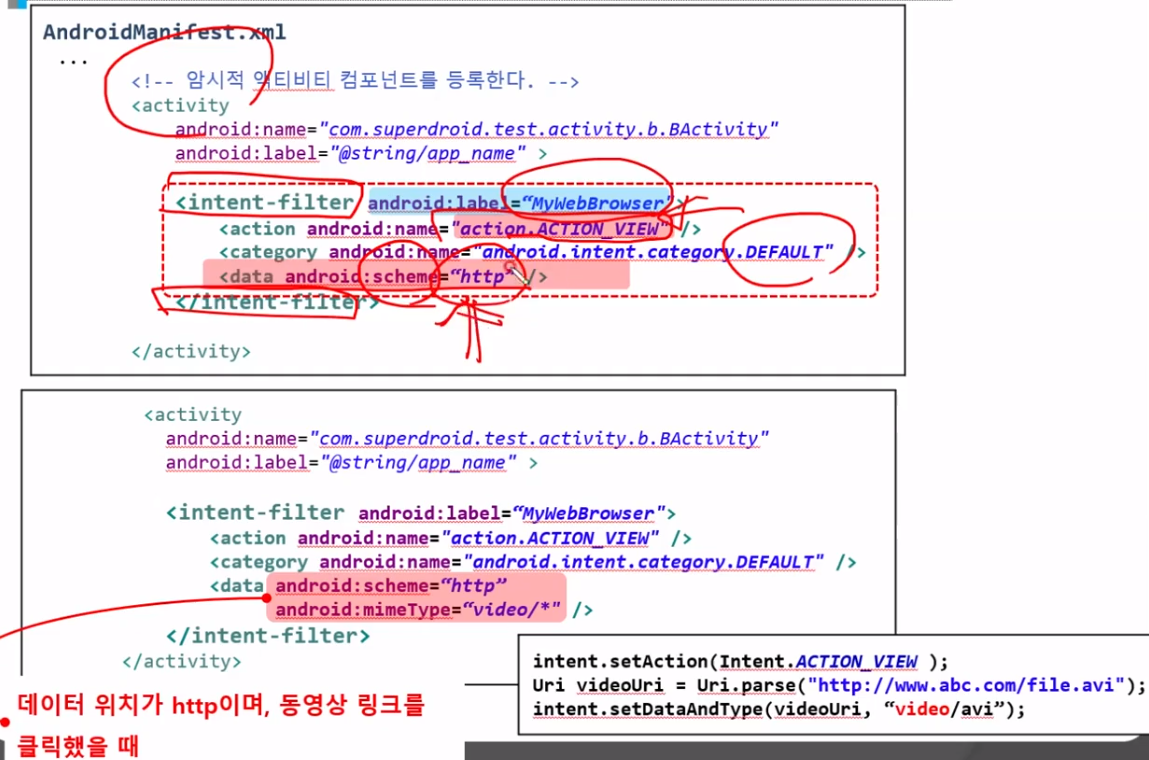 AndroidManifest.xml
...
<!-- 암시적 액티비티 컴포넌트를 등록한다. -->
<activity
android:name="com.superdroid.test.activity.b.BActivity"
android:label="@string/app_name" >
<intent-filter android:label=“MyWebBrowser">
<action android:name="action.ACTION_VIEW" />
<category android:name="android.intent.category.DEFAULT" />
<data android:scheme=“http” />
</intent-filter>
</activity>
<activity
android:name="com.superdroid.test.activity.b.BActivity"
android:label="@string/app_name" >
<intent-filter android:label=“MyWebBrowser">
<action android:name="action.ACTION_VIEW" />
<category android:name="android.intent.category.DEFAULT" />
<data android:scheme=“http”
android:mimeType=“video/*" />
</intent-filter>
</activity>
데이터 위치가 http이며, 동영상 링크를
클릭했을 때
intent.setAction(Intent.ACTION_VIEW );
Uri videoUri = Uri.parse("http://www.abc.com/file.avi");
intent.setDataAndType(videoUri, “video/avi”);